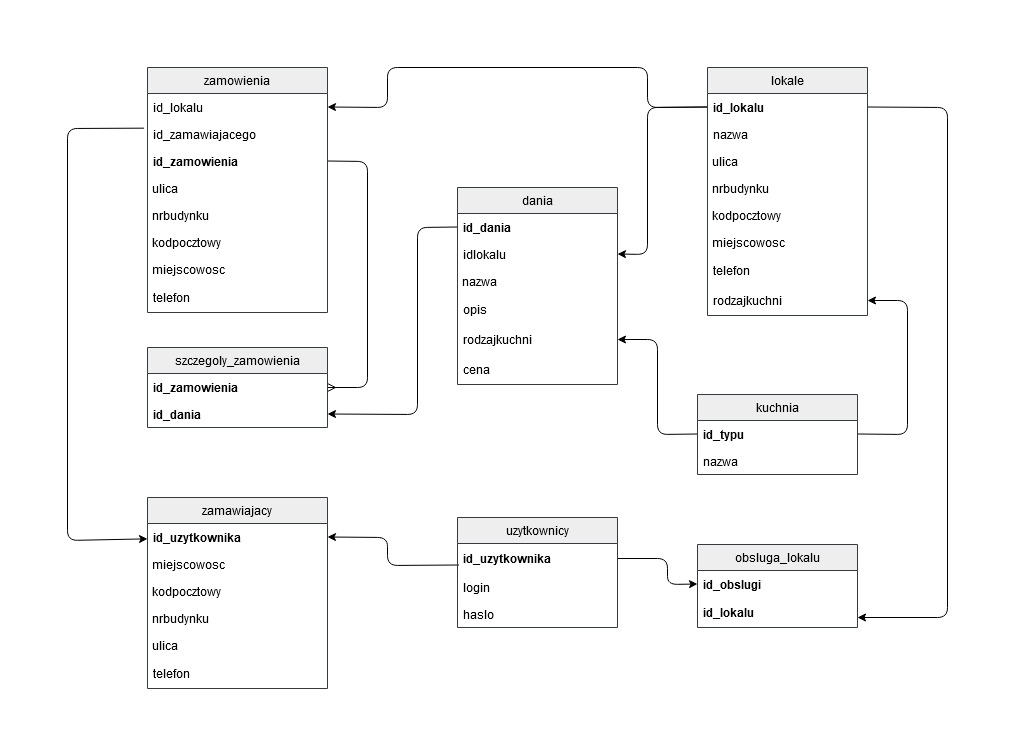 zamowienia
id_lokalu
id_zamawiajacego
id_zamowienia
ulica
nrbudynku
kodpocztowy
miejscowosc
telefon
lokale
id_lokalu
nazwa
ulica
nrbudynku
kodpocztowy
miejscowosc
telefon
rodzajkuchni
dania
id_dania
idlokalu
nazwa
opis
rodzajkuchni
cena
szczegoly_zamowienia
id_zamowienia
id_dania
kuchnia
id_typu
nazwa
zamawiajacy
id_uzytkownika
miejscowosc
kodpocztowy
nrbudynku
ulica
telefon
uzytkownicy
id_uzytkownika
login
haslo
obsluga_lokalu
id_obslugi
id_lokalu